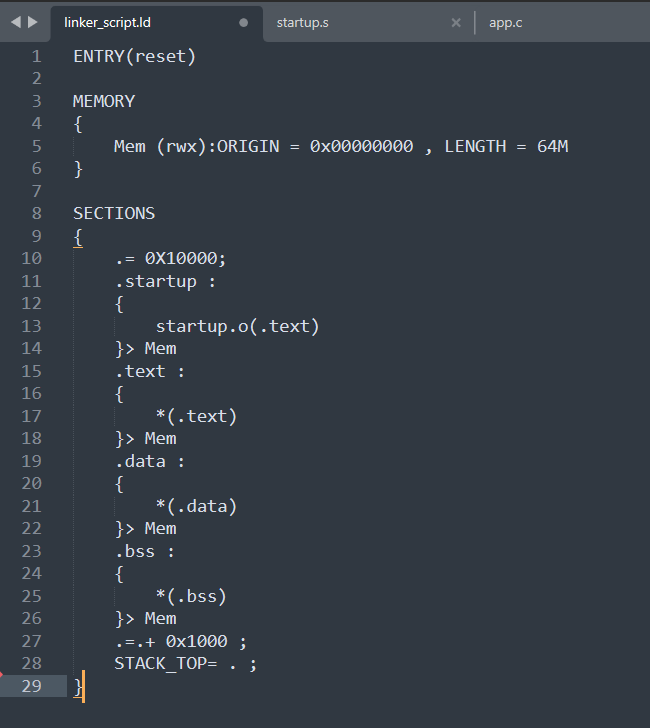 linker_script.ld startup.s app.c
1 ENTRY(reset)
2
3 MEMORY
4 {
5     Mem (rwx):ORIGIN = 0x00000000 , LENGTH = 64M
6 }
7
8 SECTIONS
9 {
10     .= 0X10000;
11     .startup :
12     {
13         startup.o(.text)
14     }> Mem
15     .text :
16     {
17         *(.text)
18     }> Mem
19     .data :
20     {
21         *(.data)
22     }> Mem
23     .bss :
24     {
25         *(.bss)
26     }> Mem
27     .=.+ 0x1000 ;
28     STACK_TOP= . ;
29 }